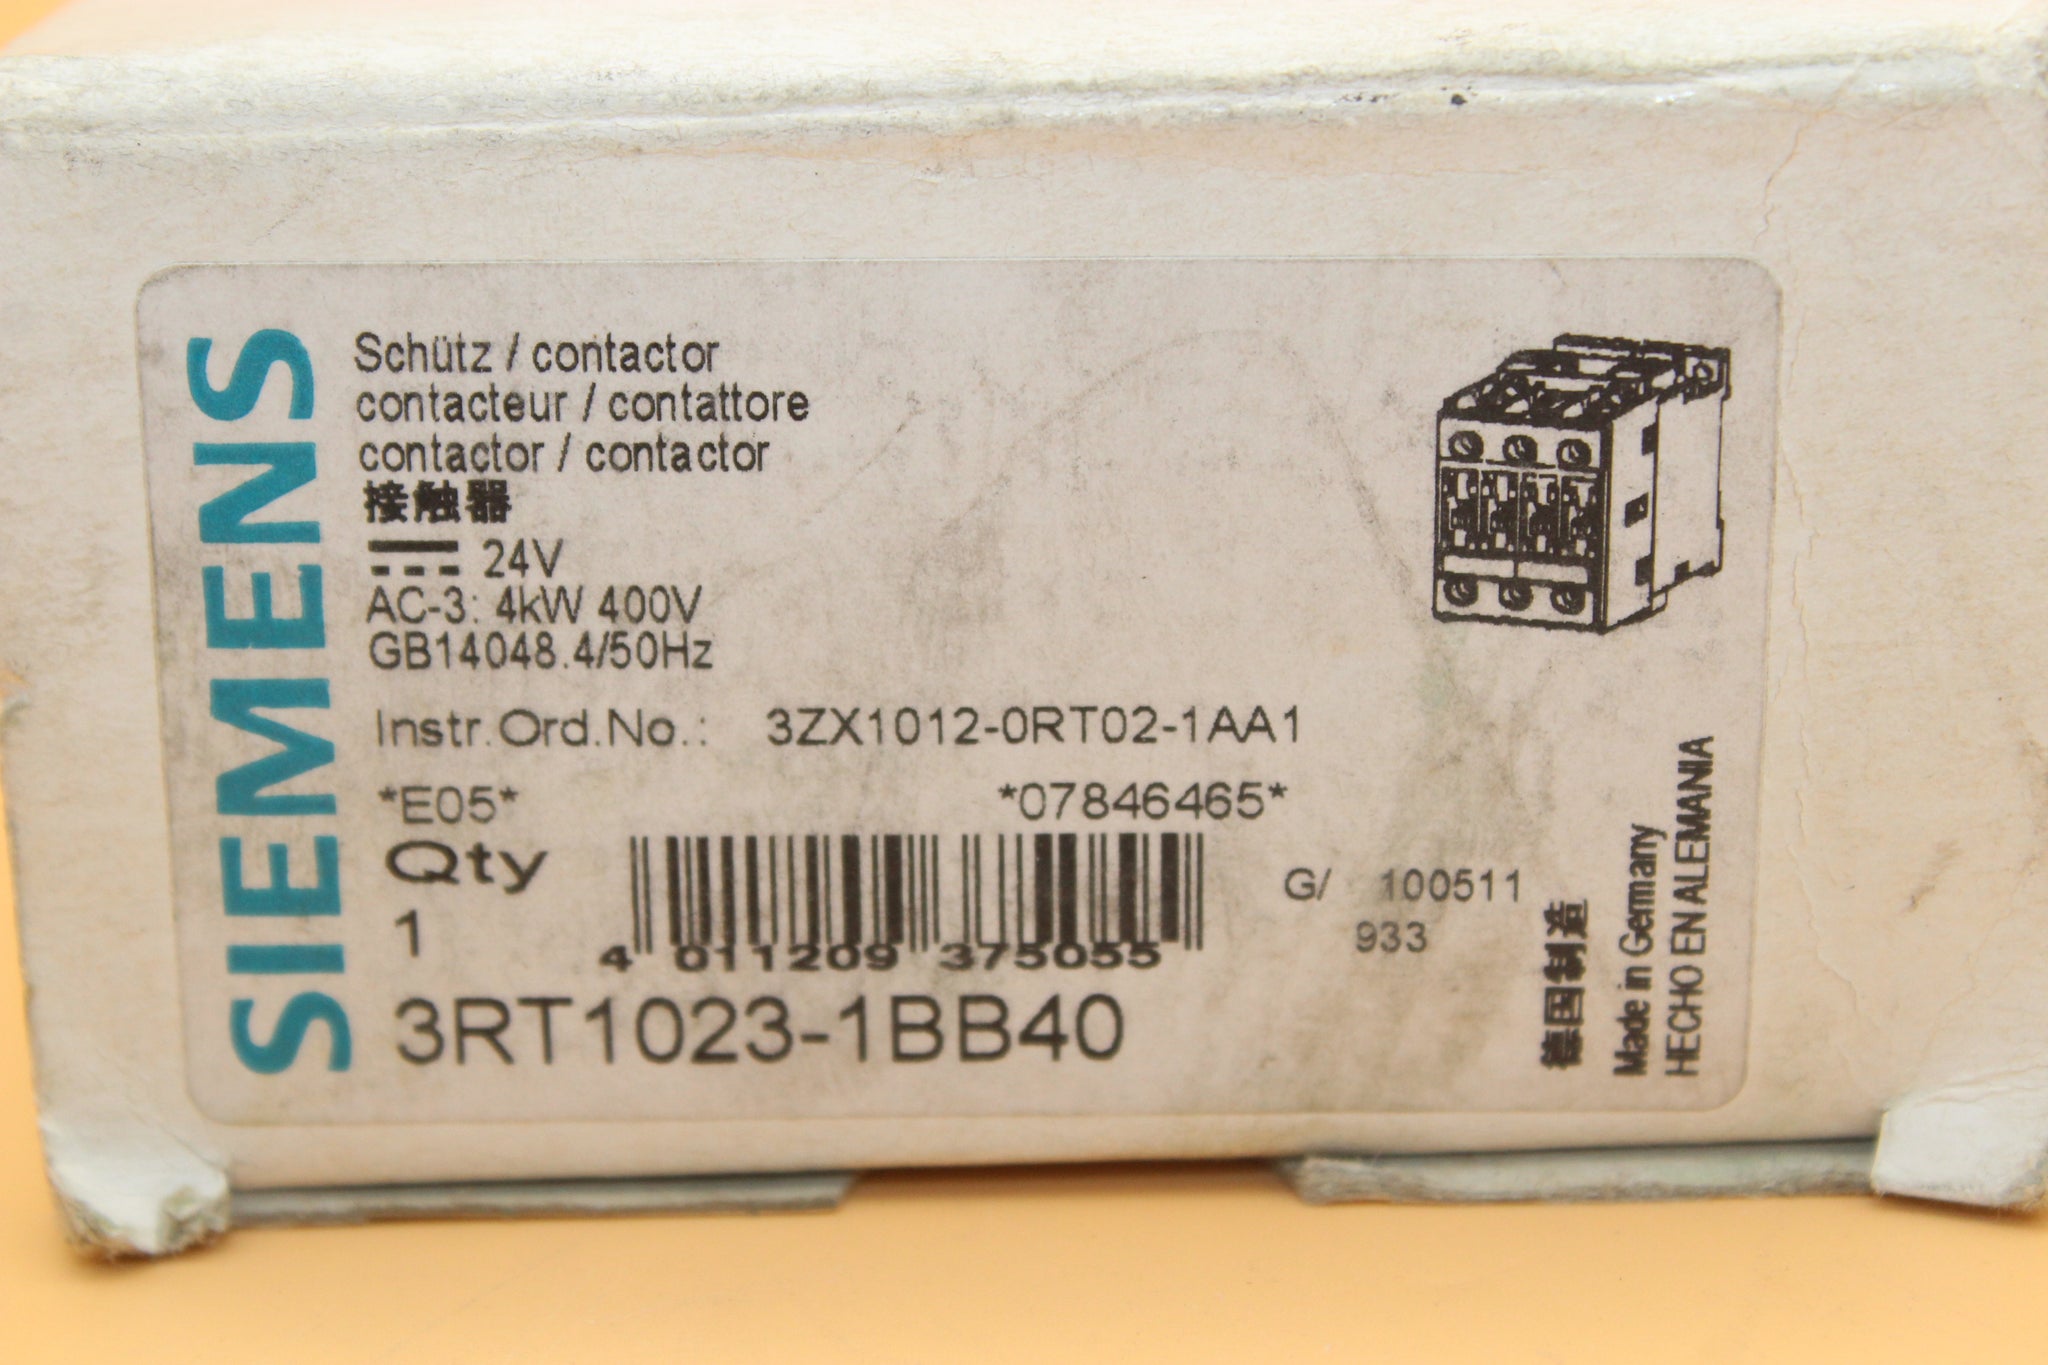 SIEMENS
Schütz / contactor
contacteur / contattore
contactor / contactor
接触器
24V
AC-3: 4kW 400V
GB14048.4/50Hz
Instr.Ord.No.: 3ZX1012-0RT02-1AA1
*E05* *07846465*
Qty
1
4 011209 375055
G/ 100511
933
3RT1023-1BB40
德国制造
Made in Germany
HECHO EN ALEMANIA